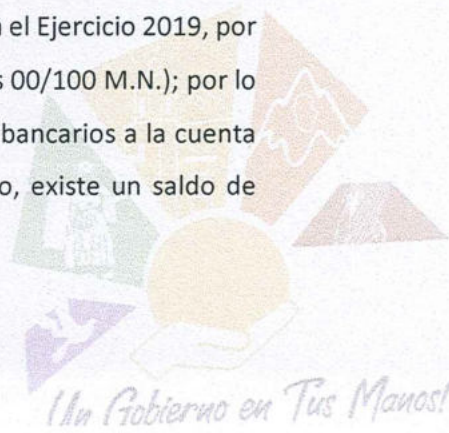 el Ejercicio 2019, por
00/100 M.N.); por lo
bancarios a la cuenta
existe un saldo de
¡Un Gobierno en Tus Manos!